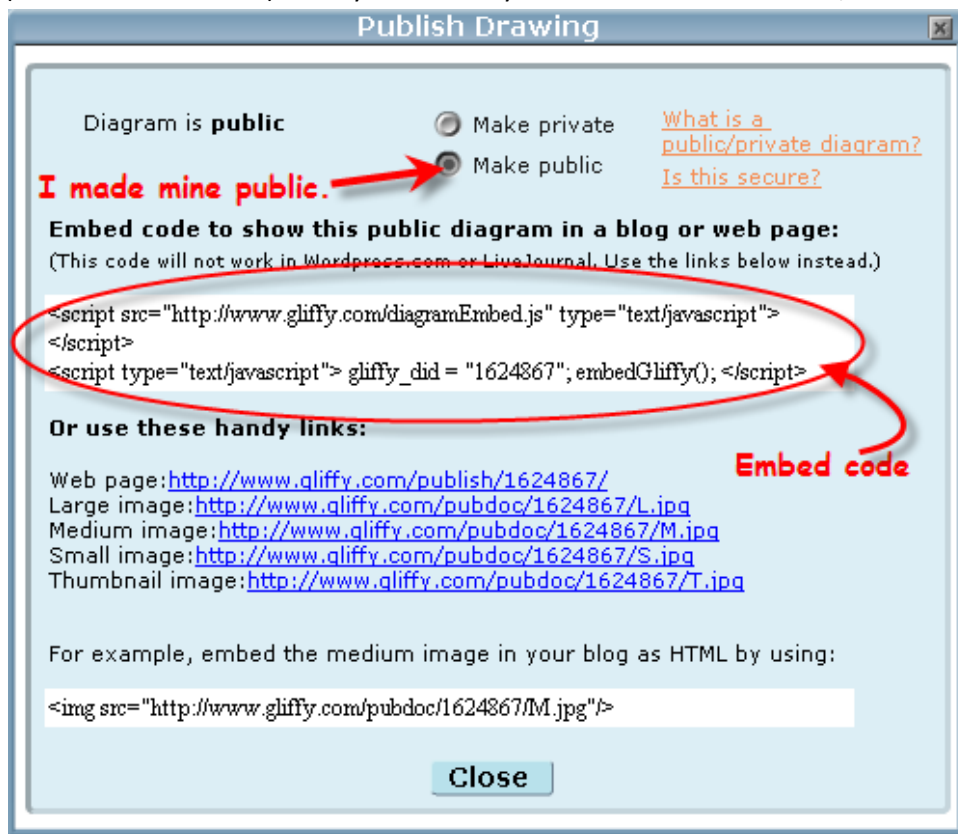 Publish Drawing
Diagram is public
Make private
Make public
What is a
public/private diagram?
Is this secure?
I made mine public.
Embed code to show this public diagram in a blog or web page:
(This code will not work in Wordpress.com or LiveJournal. Use the links below instead.)
<script src="http://www.gliffy.com/diagramEmbed.js" type="text/javascript">
</script>
<script type="text/javascript"> gliffy_did = "1624867"; embedGliffy(); </script>
Embed code
Or use these handy links:
Web page:http://www.gliffy.com/publish/1624867/
Large image:http://www.gliffy.com/pubdoc/1624867/L.jpg
Medium image:http://www.gliffy.com/pubdoc/1624867/M.jpg
Small image:http://www.gliffy.com/pubdoc/1624867/S.jpg
Thumbnail image:http://www.gliffy.com/pubdoc/1624867/T.jpg
For example, embed the medium image in your blog as HTML by using:
<img src="http://www.gliffy.com/pubdoc/1624867/M.jpg"/>
Close